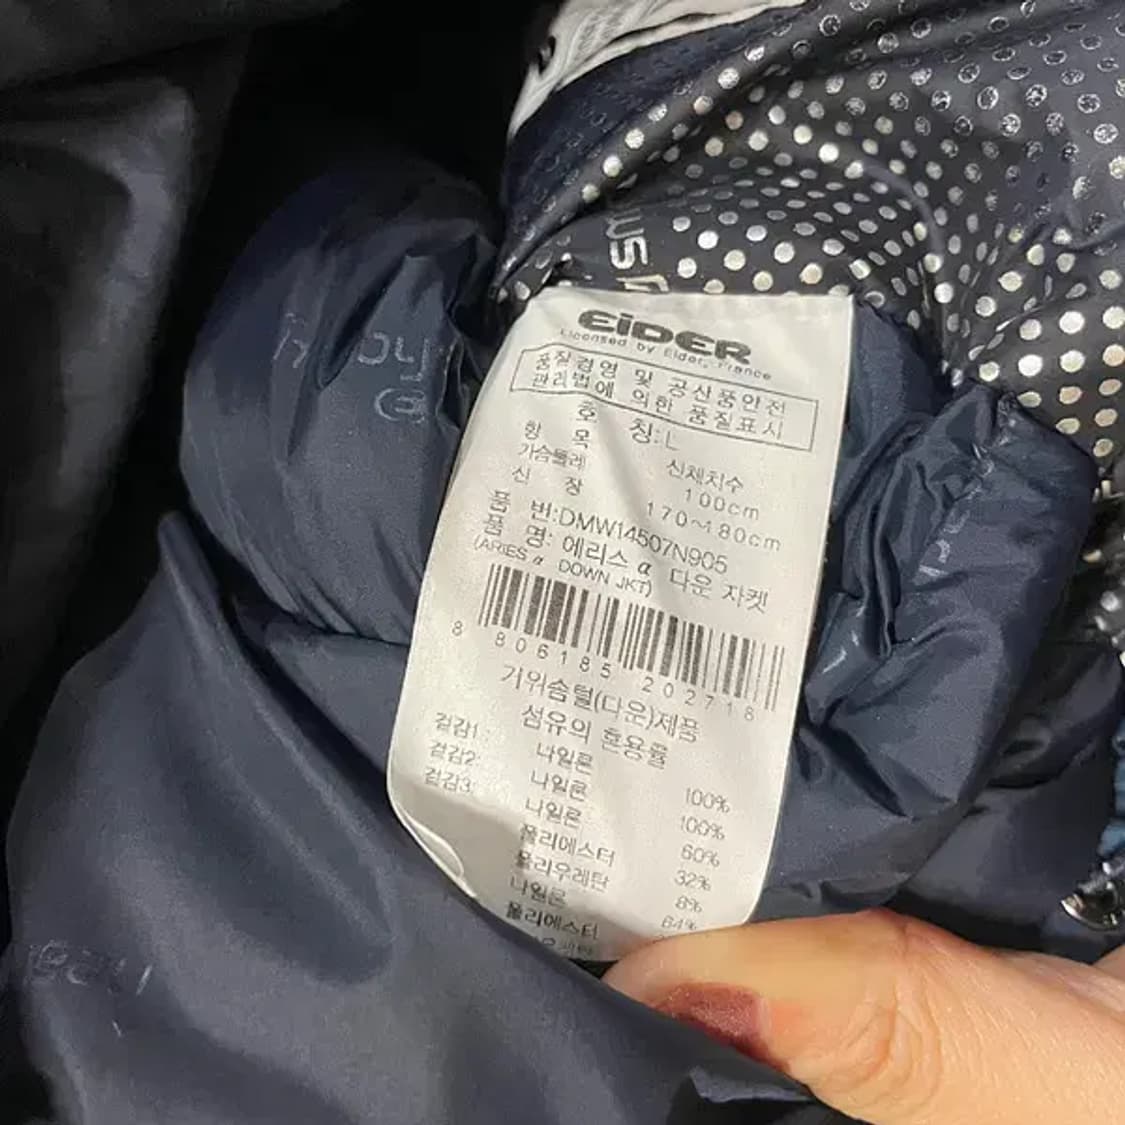 EiDER
Licensed by Eider, France
품질경영 및 공산품안전
관리법에 의한 품질표시
호 칭: L
항 목 신체치수
가슴둘레 100cm
신 장 170~180cm
품 번: DMW14507N905
품 명: 에리스 α 다운 자켓
(ARIES α DOWN JKT)
8 806185 202718
거위솜털(다운)제품
섬유의 혼용률
겉감1: 나일론 100%
겉감2: 나일론 100%
겉감3: 나일론 60%
폴리에스터 32%
폴리우레탄 8%
나일론 64%
폴리에스터